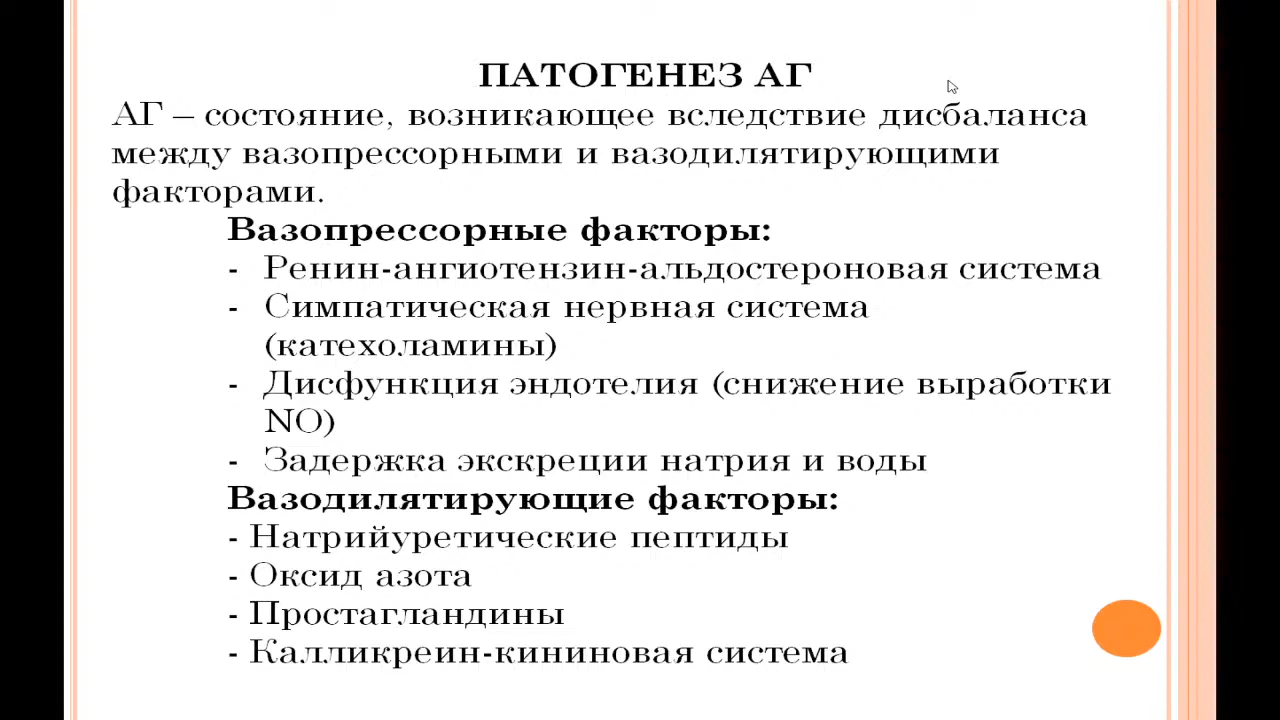 ПАТОГЕНЕЗ АГ
АГ – состояние, возникающее вследствие дисбаланса
между вазопрессорными и вазодилятирующими
факторами.
Вазопрессорные факторы:
- Ренин-ангиотензин-альдостероновая система
- Симпатическая нервная система
(катехоламины)
- Дисфункция эндотелия (снижение выработки
NO)
- Задержка экскреции натрия и воды
Вазодилятирующие факторы:
- Натрийуретические пептиды
- Оксид азота
- Простагландины
- Калликреин-кининовая система